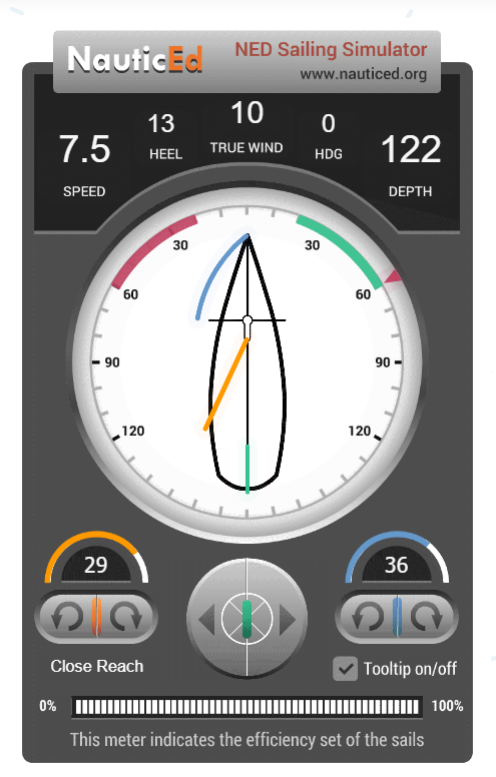 NauticEd
NED Sailing Simulator
www.nauticed.org
7.5
SPEED
13
HEEL
10
TRUE WIND
0
HDG
122
DEPTH
30
30
60
60
90
90
120
120
29
36
Close Reach
Tooltip on/off
0%
100%
This meter indicates the efficiency set of the sails